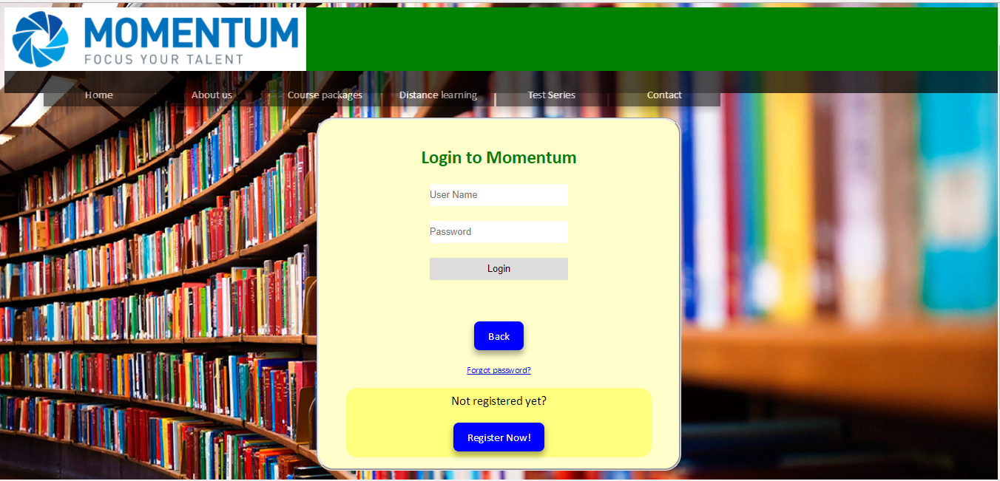 MOMENTUM
FOCUS YOUR TALENT
Home About us Course packages Distance learning Test Series Contact
Login to Momentum
User Name
Password
Login
Back
Forgot password?
Not registered yet?
Register Now!